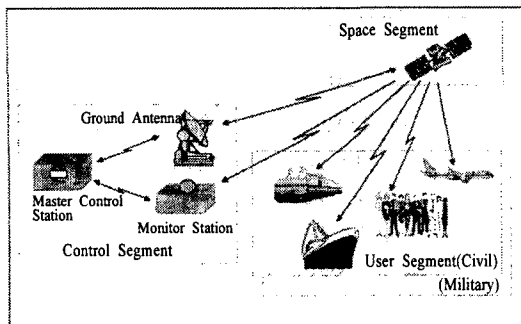 Space Segment
Ground Antenna
Master Control
Station
Monitor Station
Control Segment
User Segment(Civil)
(Military)